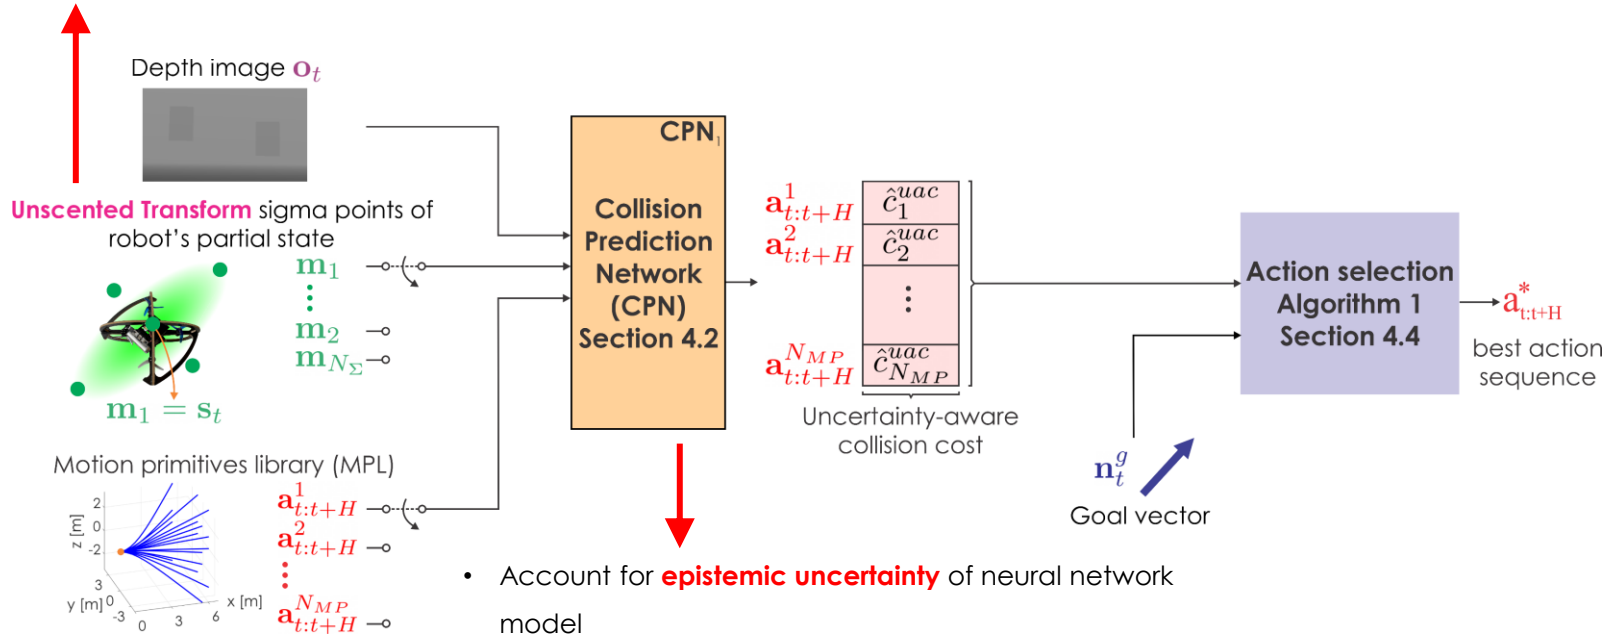 Depth image o_t
Unscented Transform sigma points of
robot's partial state
m_1
⋮
m_2
m_{N_Σ}
m_1 = s_t
Motion primitives library (MPL)
z [m]
2
0
-2
y [m]
3
0
-3
0
3
6
x [m]
a^1_{t:t+H}
a^2_{t:t+H}
⋮
a^{N_{MP}}_{t:t+H}
CPN_1
Collision
Prediction
Network
(CPN)
Section 4.2
a^1_{t:t+H} ĉ^{uac}_1
a^2_{t:t+H} ĉ^{uac}_2
⋮
a^{N_{MP}}_{t:t+H} ĉ^{uac}_{N_{MP}}
Uncertainty-aware
collision cost
• Account for epistemic uncertainty of neural network
model
n^g_t
Goal vector
Action selection
Algorithm 1
Section 4.4
a^*_{t:t+H}
best action
sequence